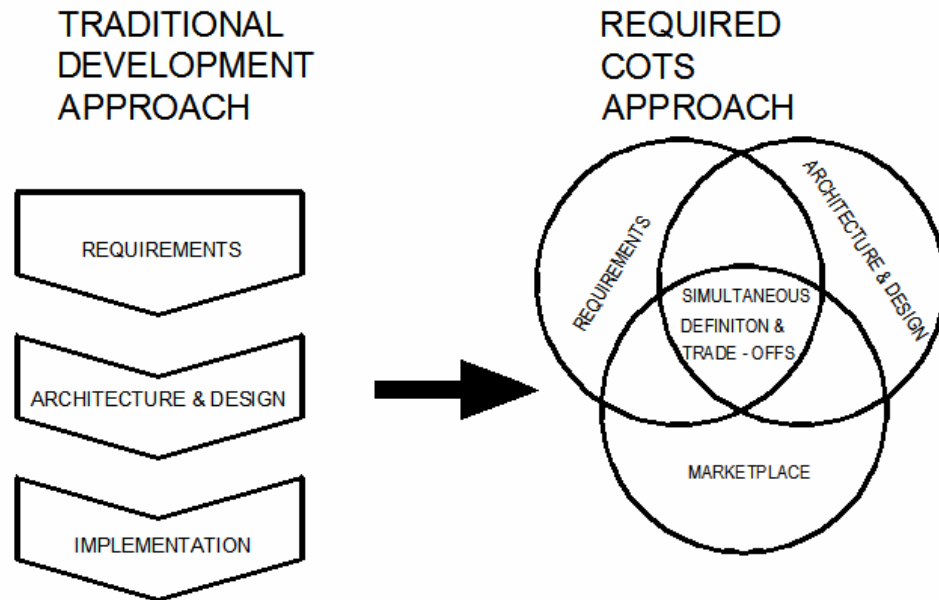 TRADITIONAL
DEVELOPMENT
APPROACH
REQUIREMENTS
ARCHITECTURE & DESIGN
IMPLEMENTATION
REQUIRED
COTS
APPROACH
REQUIREMENTS
ARCHITECTURE & DESIGN
SIMULTANEOUS
DEFINITON &
TRADE - OFFS
MARKETPLACE